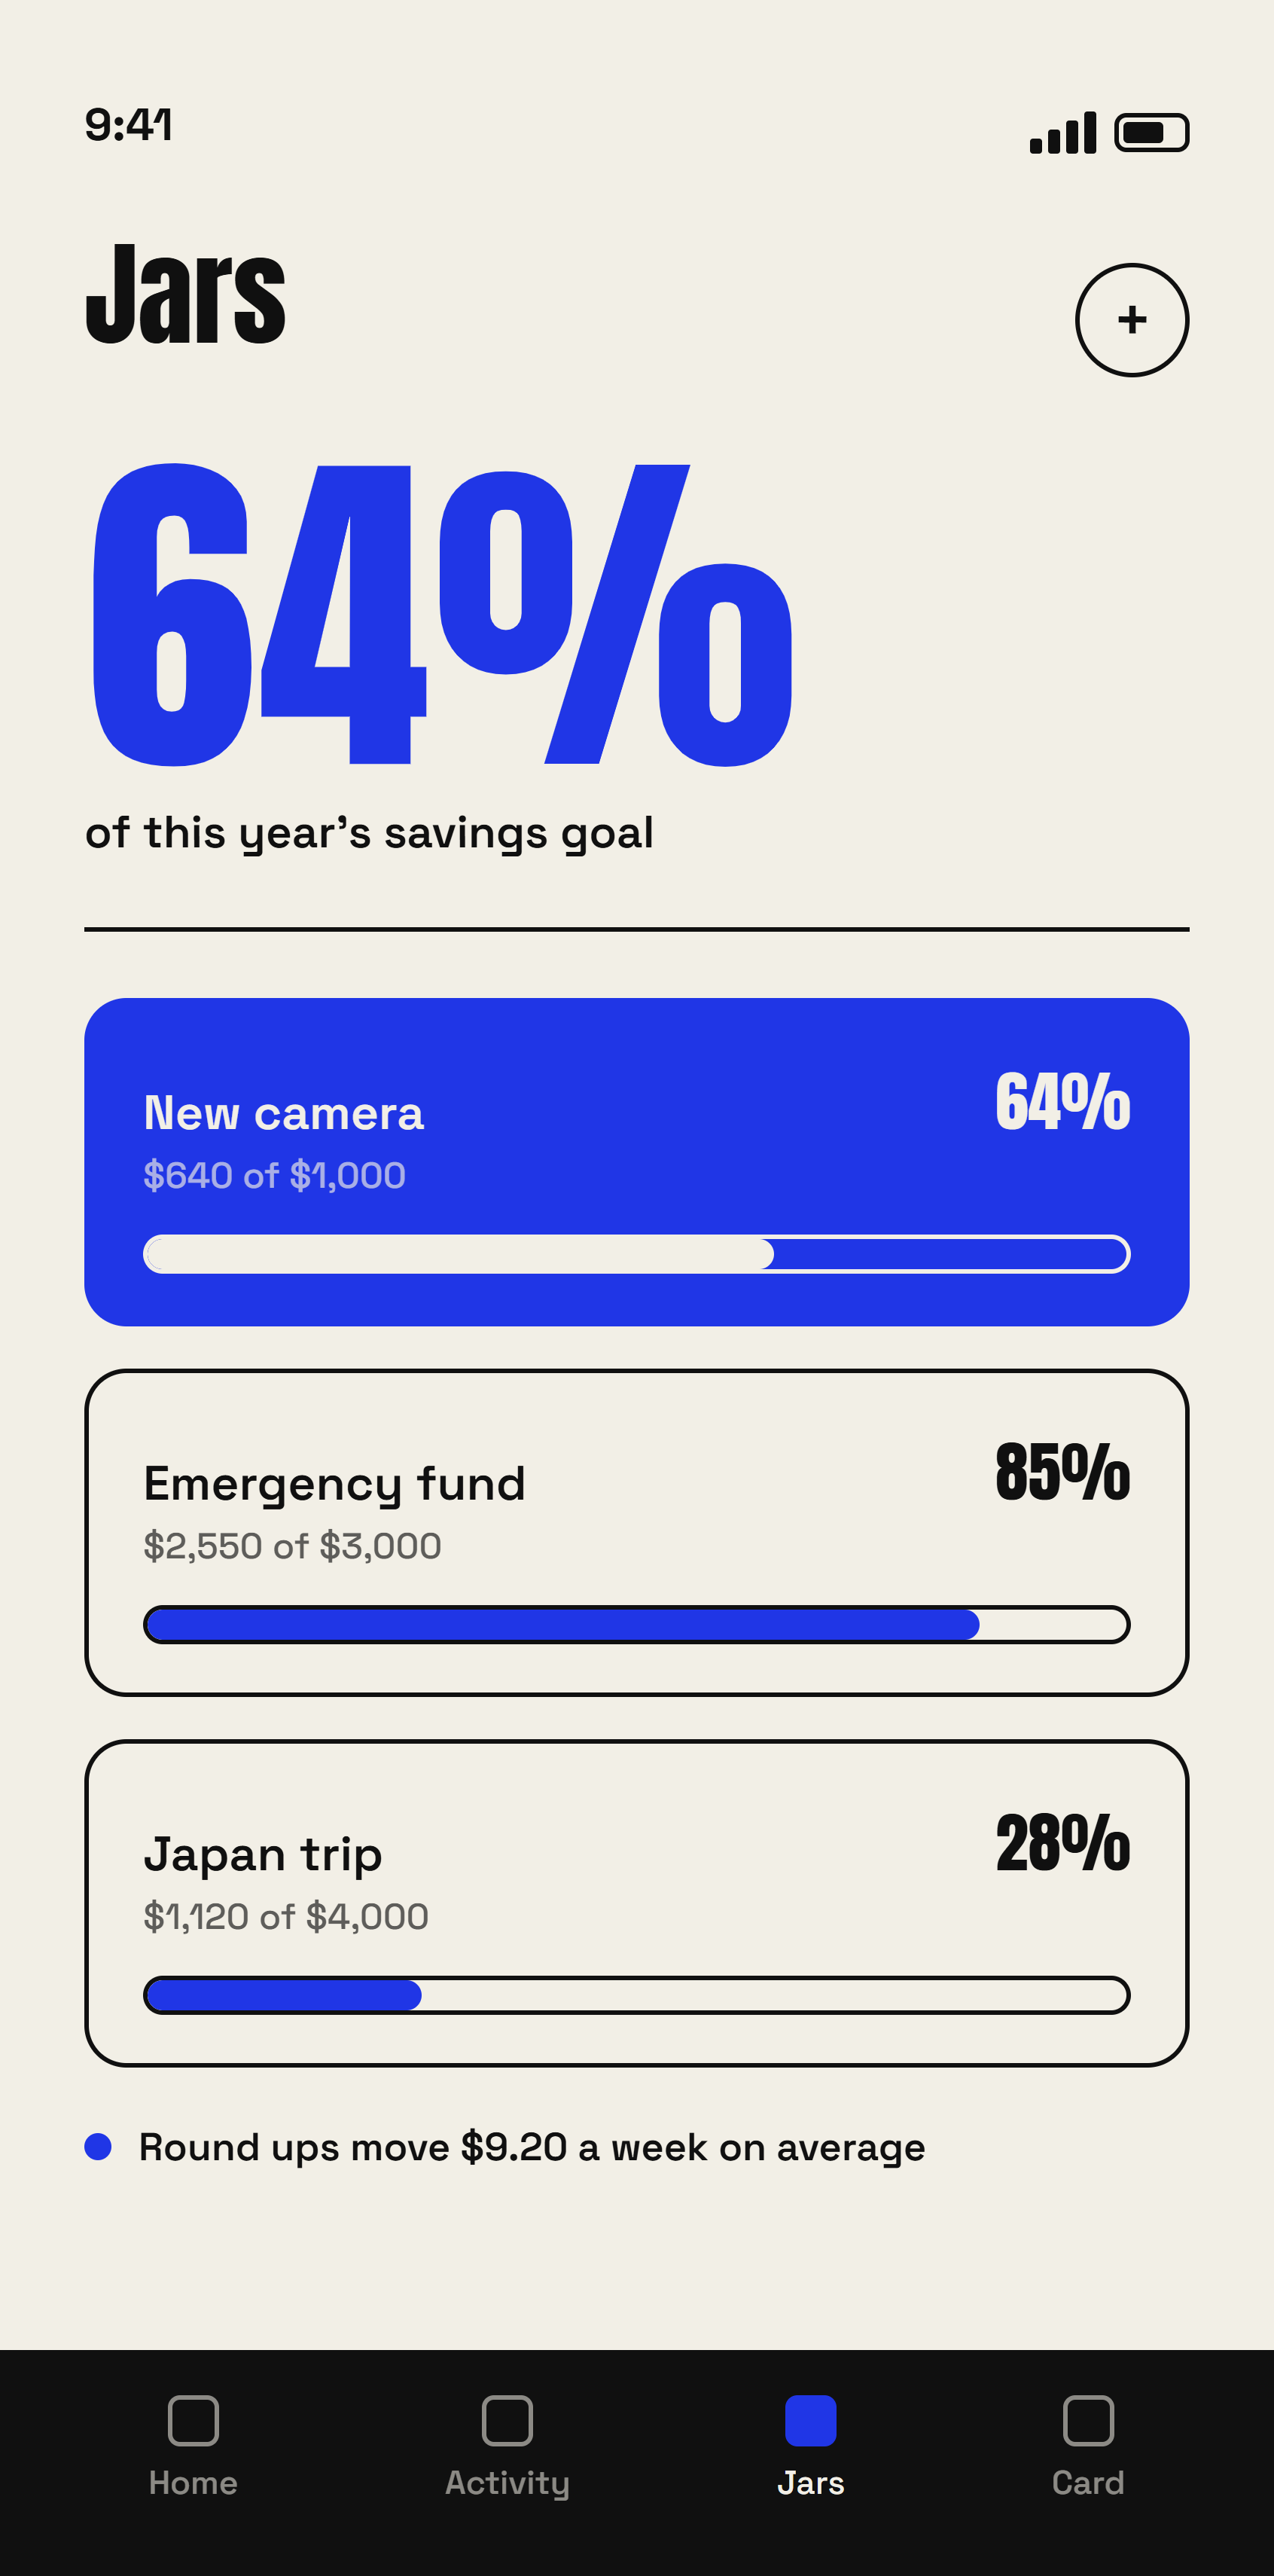 9:41
Jars
+
64%
of this year’s savings goal
New camera
64%
$640 of $1,000
Emergency fund
85%
$2,550 of $3,000
Japan trip
28%
$1,120 of $4,000
Round ups move $9.20 a week on average
Home
Activity
Jars
Card